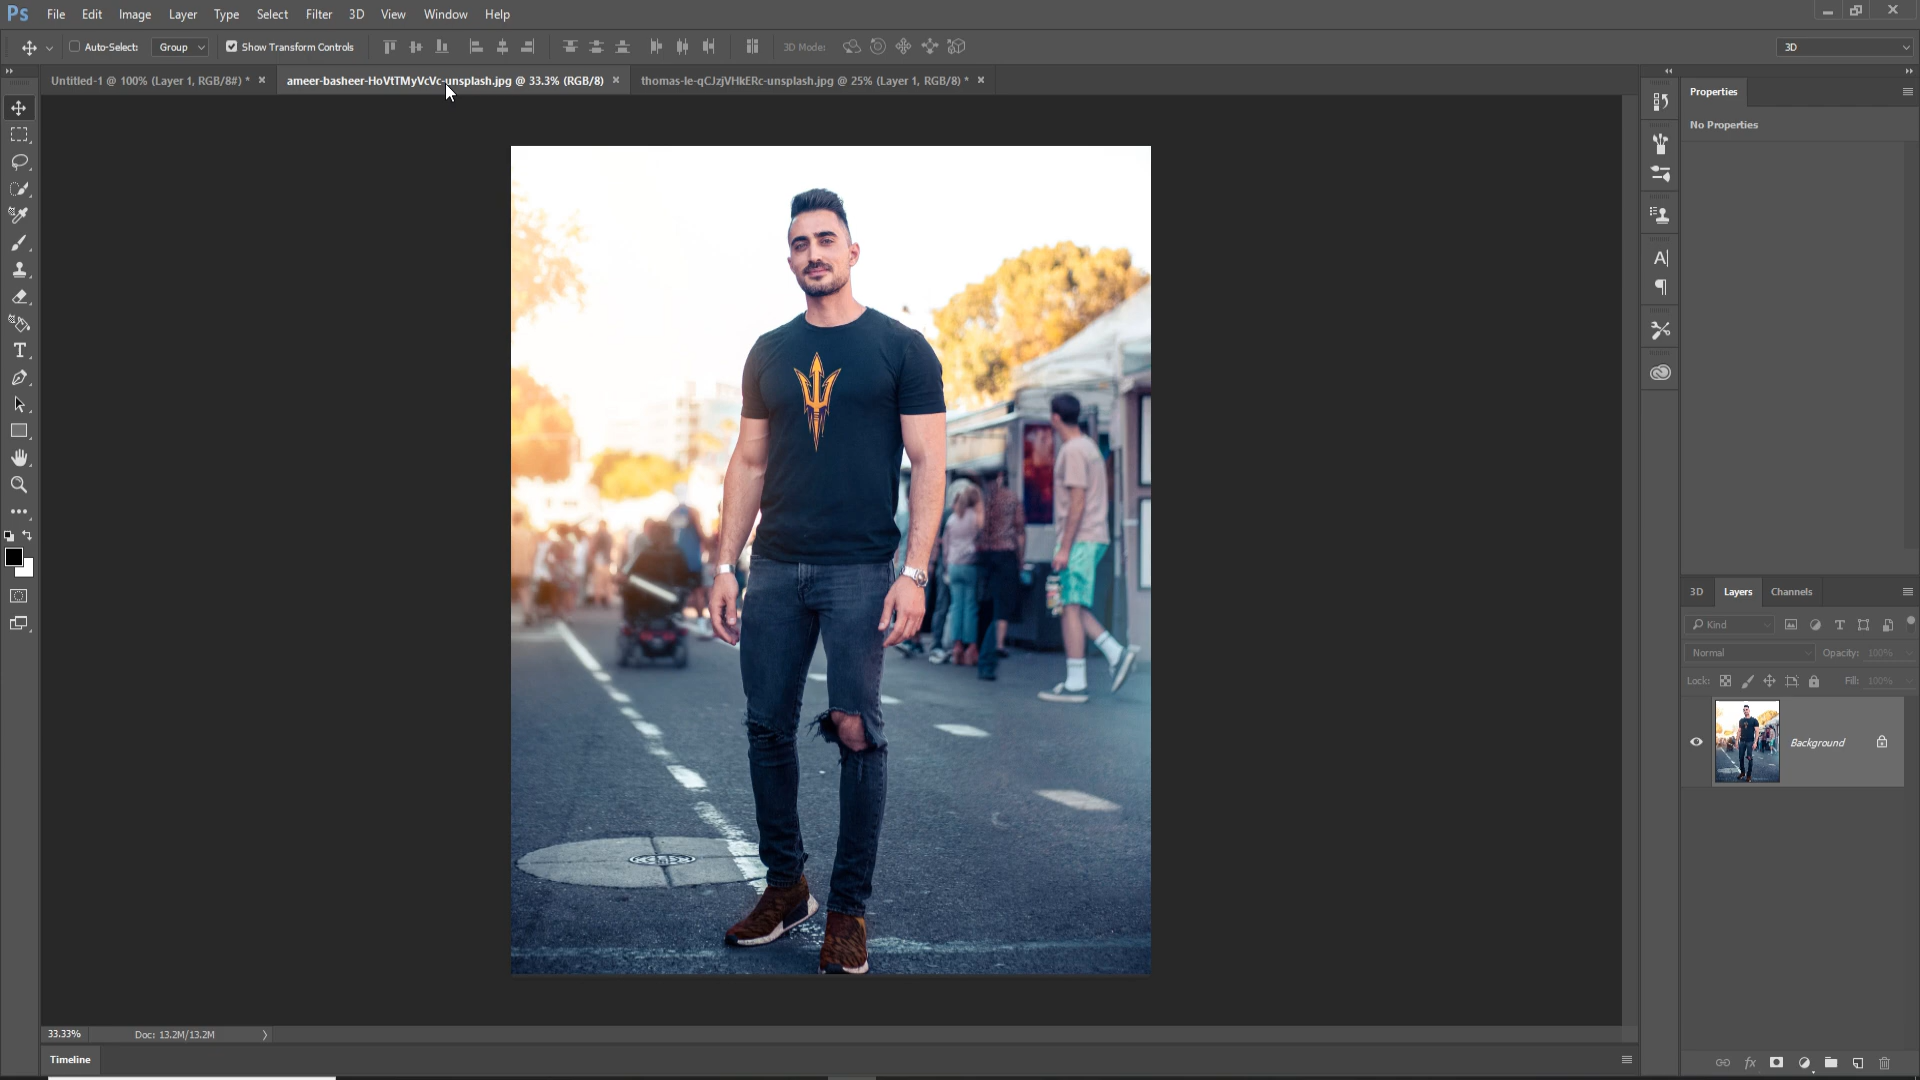 Ps File Edit Image Layer Type Select Filter 3D View Window Help
Auto-Select: Group Show Transform Controls 3D Mode: 3D
Untitled-1 @ 100% (Layer 1, RGB/8#) * ameer-basheer-HoVtTMyVcVc-unsplash.jpg @ 33.3% (RGB/8) thomas-le-qCJzjVHkERc-unsplash.jpg @ 25% (Layer 1, RGB/8) *
Properties
No Properties
3D Layers Channels
Kind
Normal Opacity: 100%
Lock: Fill: 100%
Background
33.33% Doc: 13.2M/13.2M
Timeline